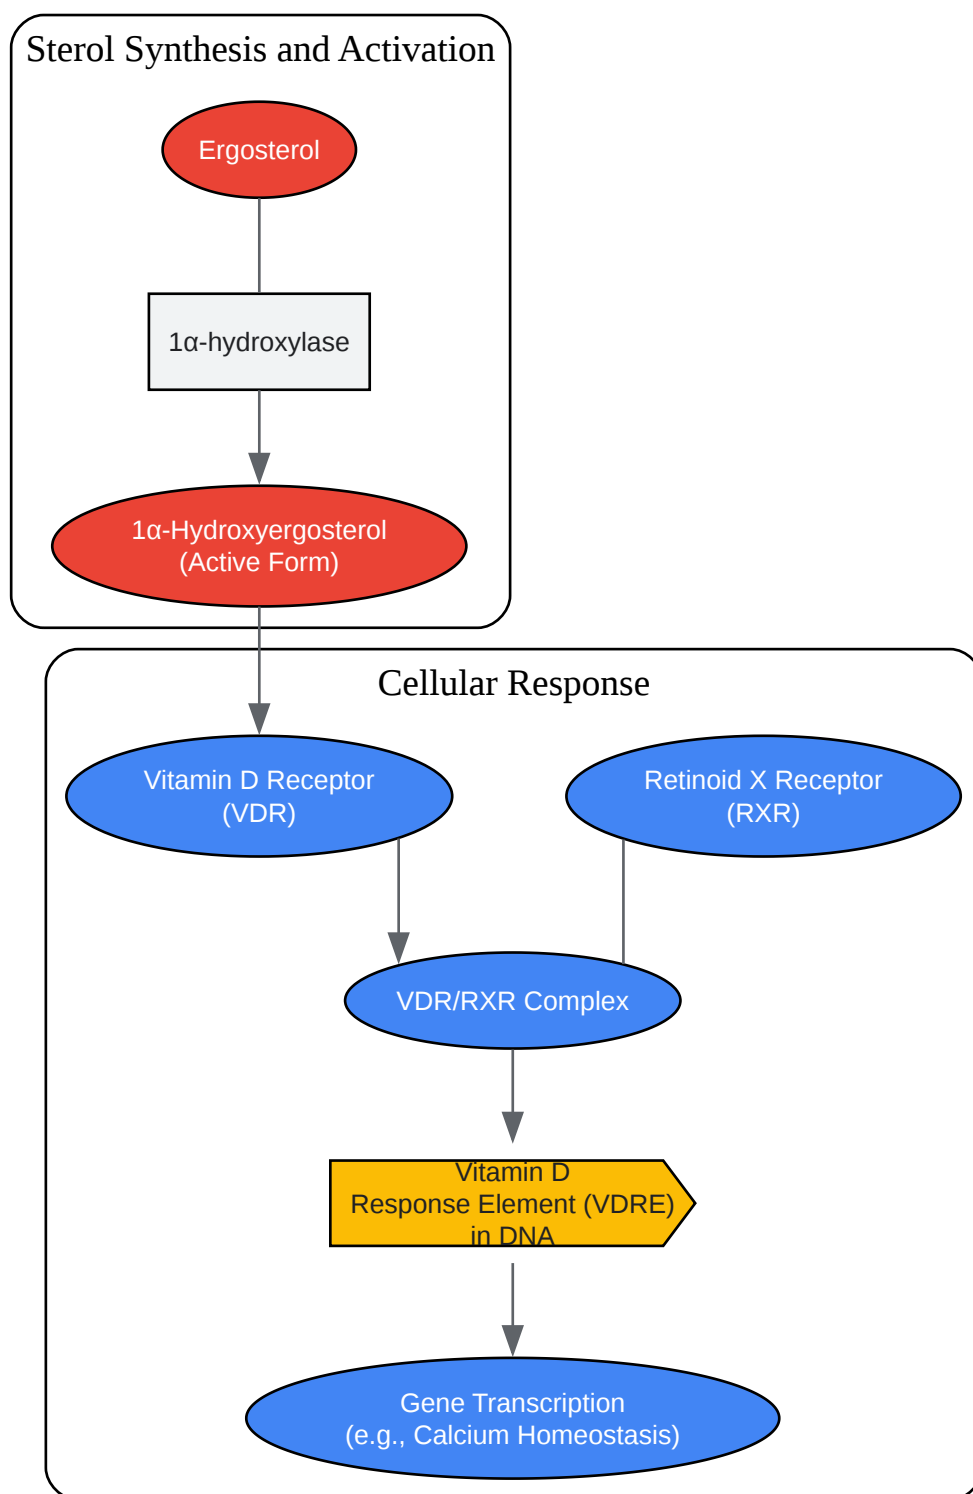 Sterol Synthesis and Activation
Ergosterol
1α-hydroxylase
1α-Hydroxyergosterol
(Active Form)
Cellular Response
Vitamin D Receptor
(VDR)
Retinoid X Receptor
(RXR)
VDR/RXR Complex
Vitamin D
Response Element (VDRE)
in DNA
Gene Transcription
(e.g., Calcium Homeostasis)